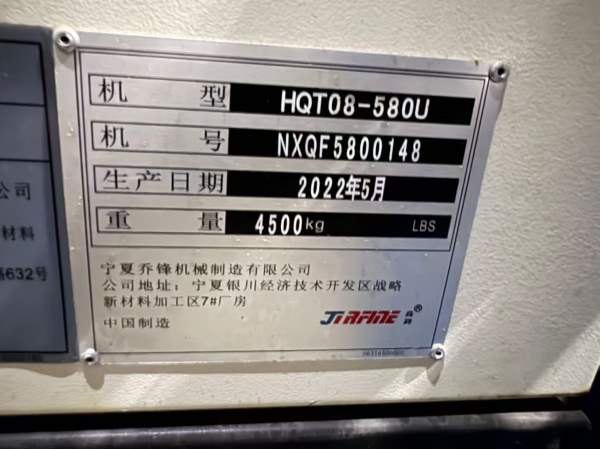 机型 HQT08-580U
机号 NXQF5800148
生产日期 2022年5月
重量 4500kg LBS
宁夏乔锋机械制造有限公司
公司地址: 宁夏银川经济技术开发区战略
新材料加工区7#厂房
中国制造
JIRFINE ®
公司
材料
632号